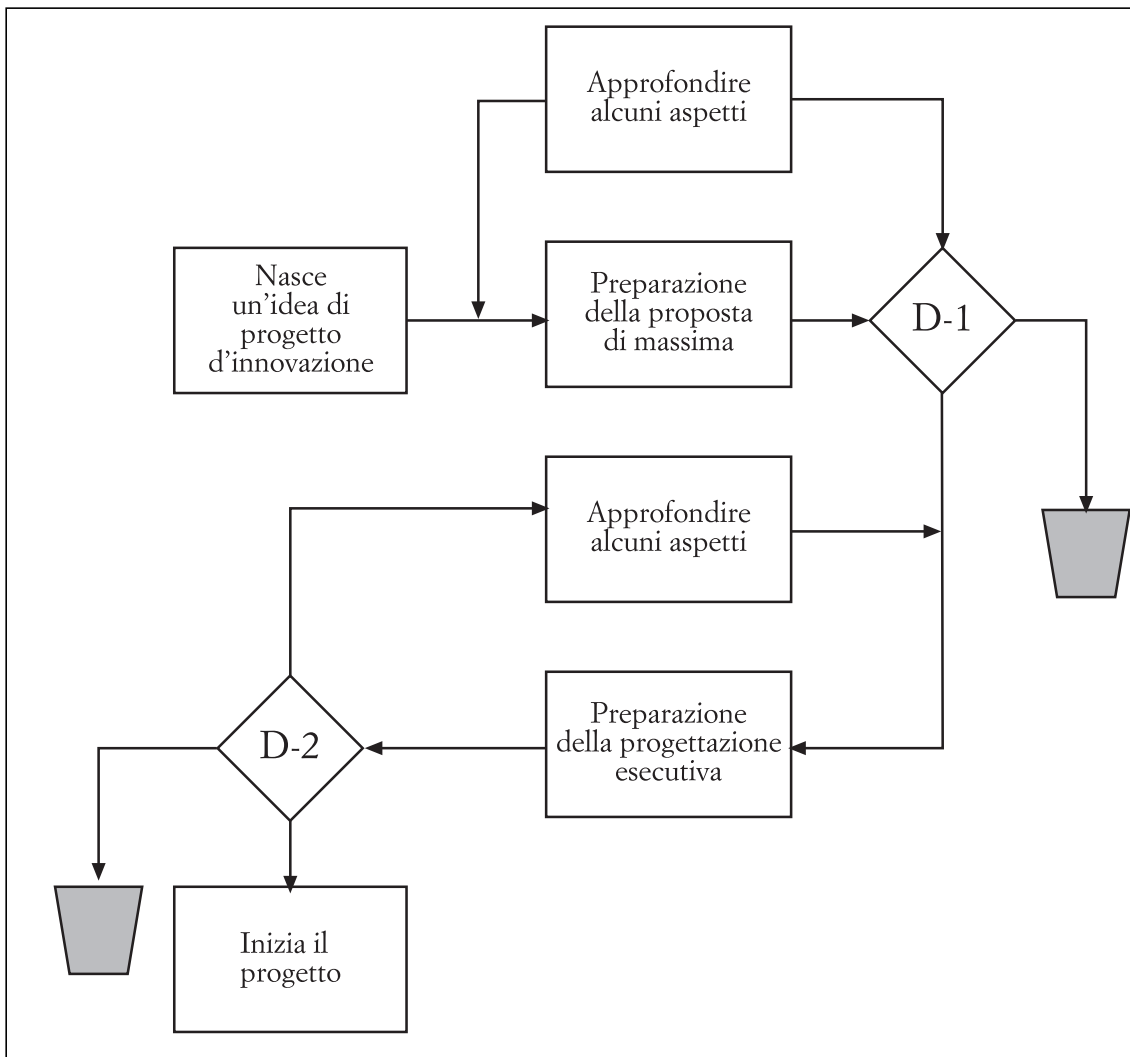 Approfondire
alcuni aspetti
Nasce
un’idea di
progetto
d’innovazione
Preparazione
della proposta
di massima
D-1
Approfondire
alcuni aspetti
Preparazione
della progettazione
esecutiva
D-2
Inizia il
progetto